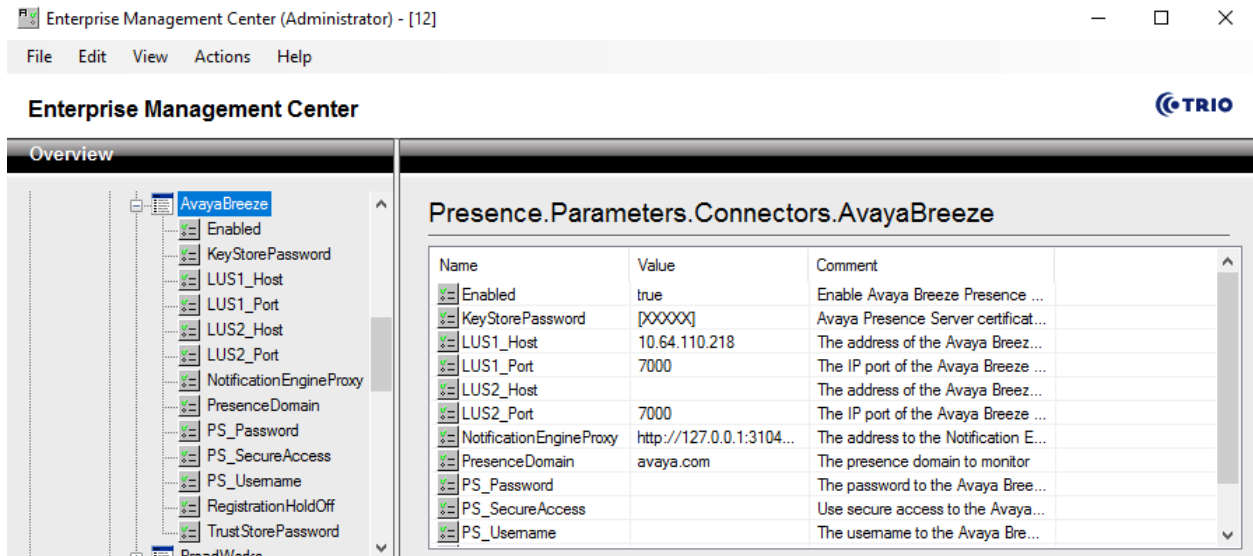 Enterprise Management Center (Administrator) - [12]
File Edit View Actions Help
Enterprise Management Center
TRIO
Overview
AvayaBreeze
Enabled
KeyStorePassword
LUS1_Host
LUS1_Port
LUS2_Host
LUS2_Port
NotificationEngineProxy
PresenceDomain
PS_Password
PS_SecureAccess
PS_Username
RegistrationHoldOff
TrustStorePassword
BroadWorks
Presence.Parameters.Connectors.AvayaBreeze
Name Value Comment
Enabled true Enable Avaya Breeze Presence ...
KeyStorePassword [XXXXX] Avaya Presence Server certificat...
LUS1_Host 10.64.110.218 The address of the Avaya Breez...
LUS1_Port 7000 The IP port of the Avaya Breeze ...
LUS2_Host The address of the Avaya Breez...
LUS2_Port 7000 The IP port of the Avaya Breeze ...
NotificationEngineProxy http://127.0.0.1:3104... The address to the Notification E...
PresenceDomain avaya.com The presence domain to monitor
PS_Password The password to the Avaya Bree...
PS_SecureAccess Use secure access to the Avaya...
PS_Username The username to the Avaya Bre...